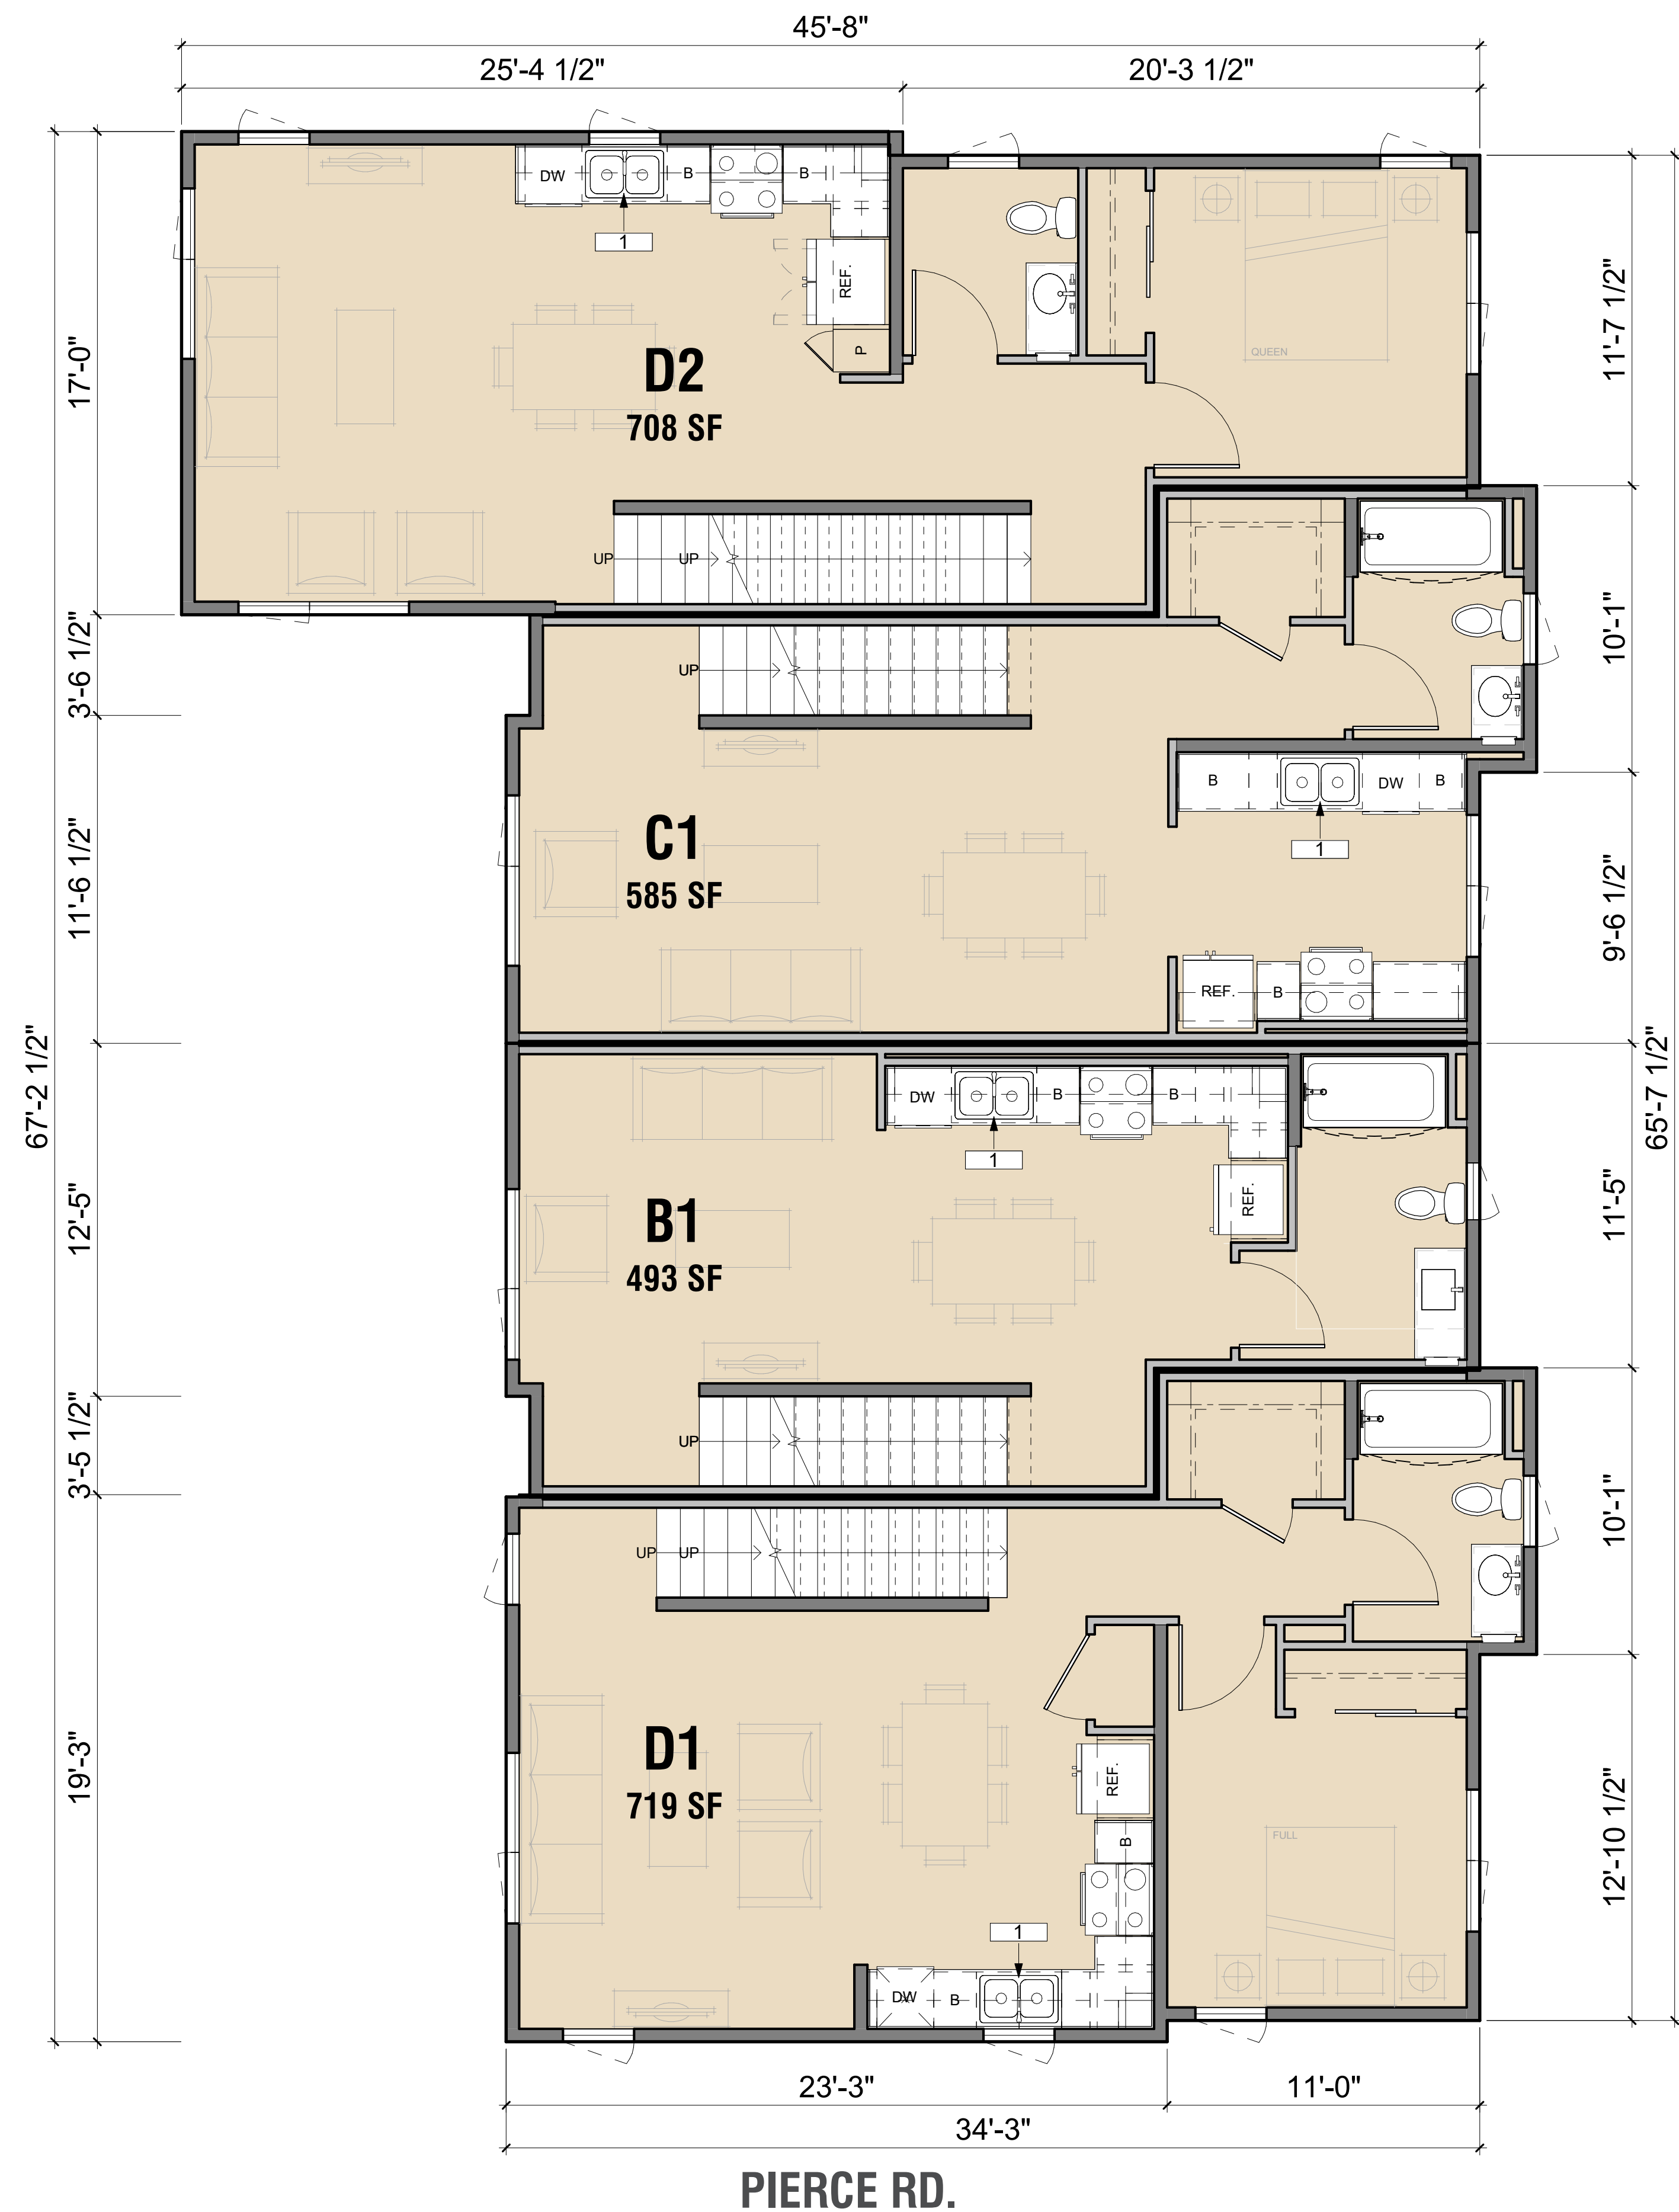 45'-8"
25'-4 1/2"
20'-3 1/2"
DW
B
B
1
REF.
P
QUEEN
D2
708 SF
17'-0"
11'-7 1/2"
UP
UP
3'-6 1/2"
10'-1"
UP
B
DW
B
1
C1
585 SF
11'-6 1/2"
9'-6 1/2"
REF.
B
67'-2 1/2"
65'-7 1/2"
DW
B
B
1
REF.
B1
493 SF
12'-5"
11'-5"
3'-5 1/2"
UP
10'-1"
UP
UP
D1
719 SF
19'-3"
REF.
B
FULL
12'-10 1/2"
1
DW
B
23'-3"
11'-0"
34'-3"
PIERCE RD.